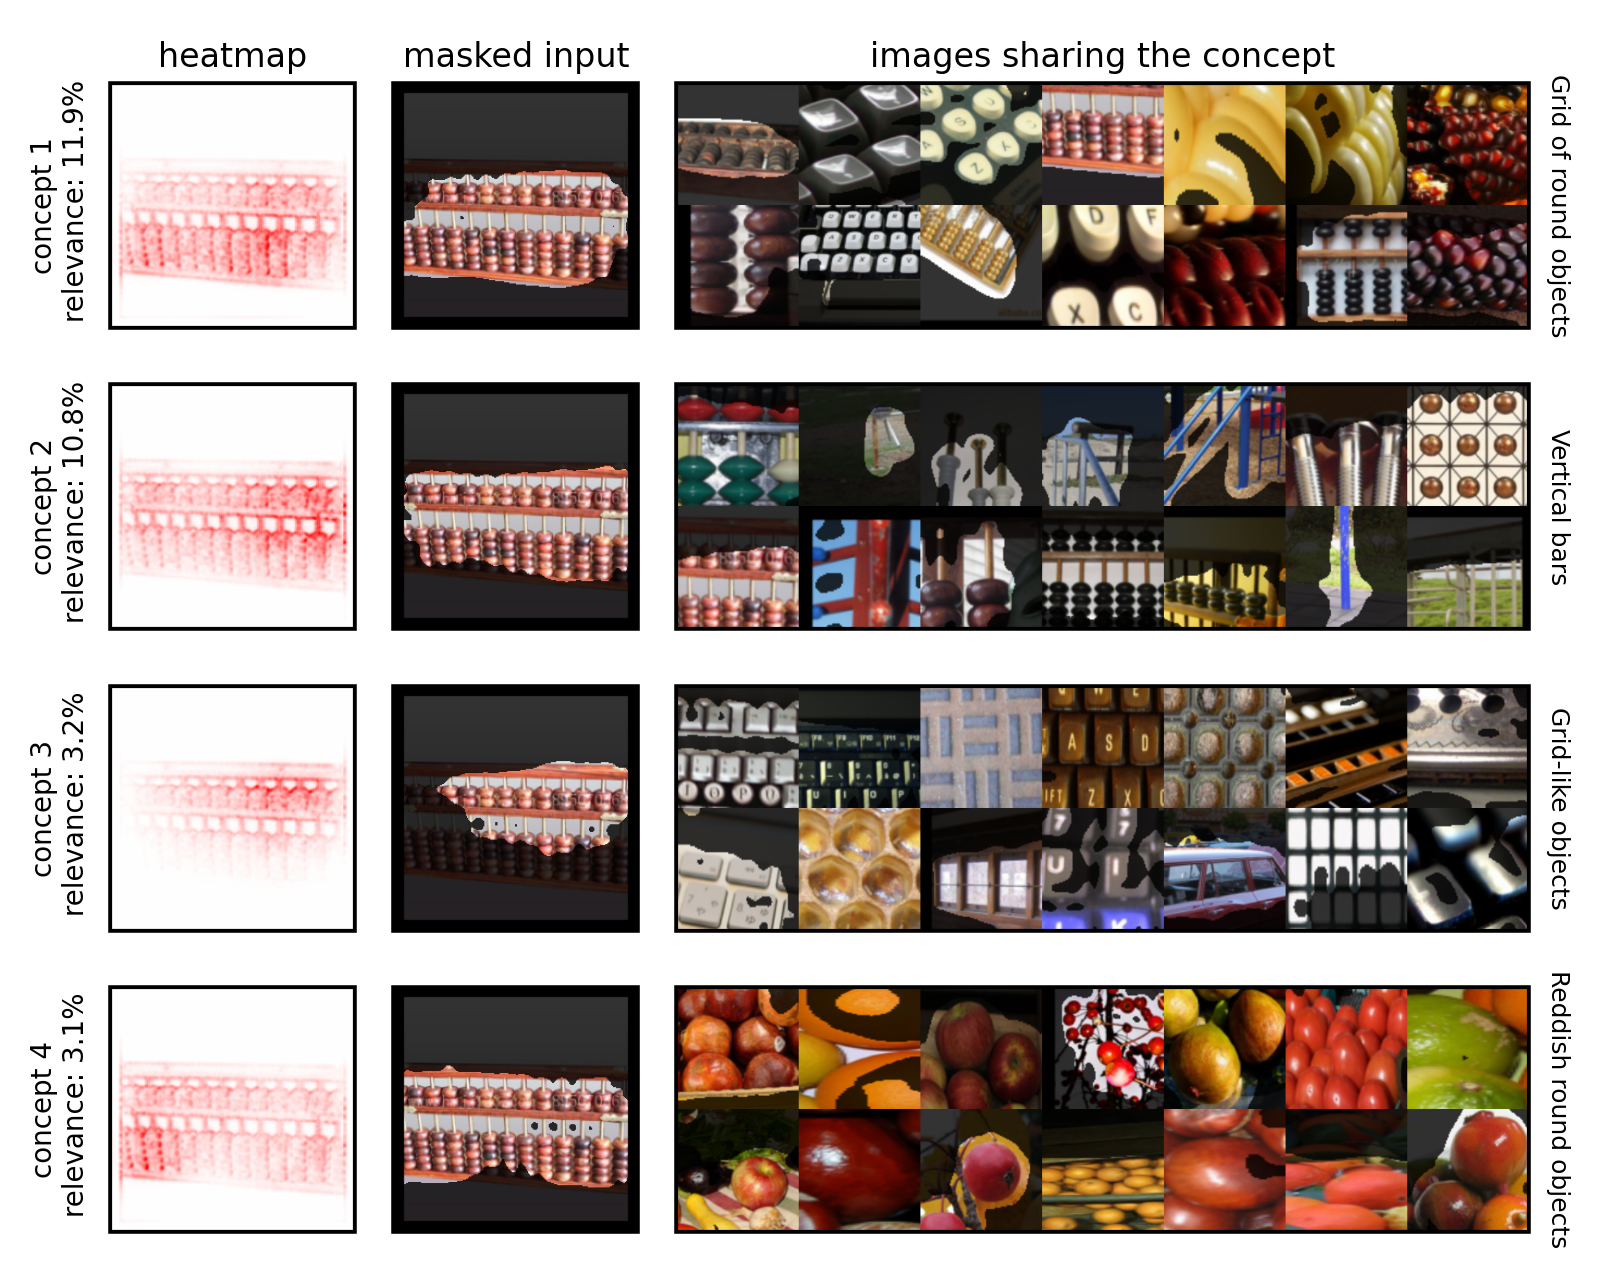 heatmap
masked input
images sharing the concept
concept 1
relevance: 11.9%
Grid of round objects
S
Z
Y
D F
X C
concept 2
relevance: 10.8%
Vertical bars
concept 3
relevance: 3.2%
Grid-like objects
I O P
U I O P
A S D
Z X
7 7
U I
K
concept 4
relevance: 3.1%
Reddish round objects